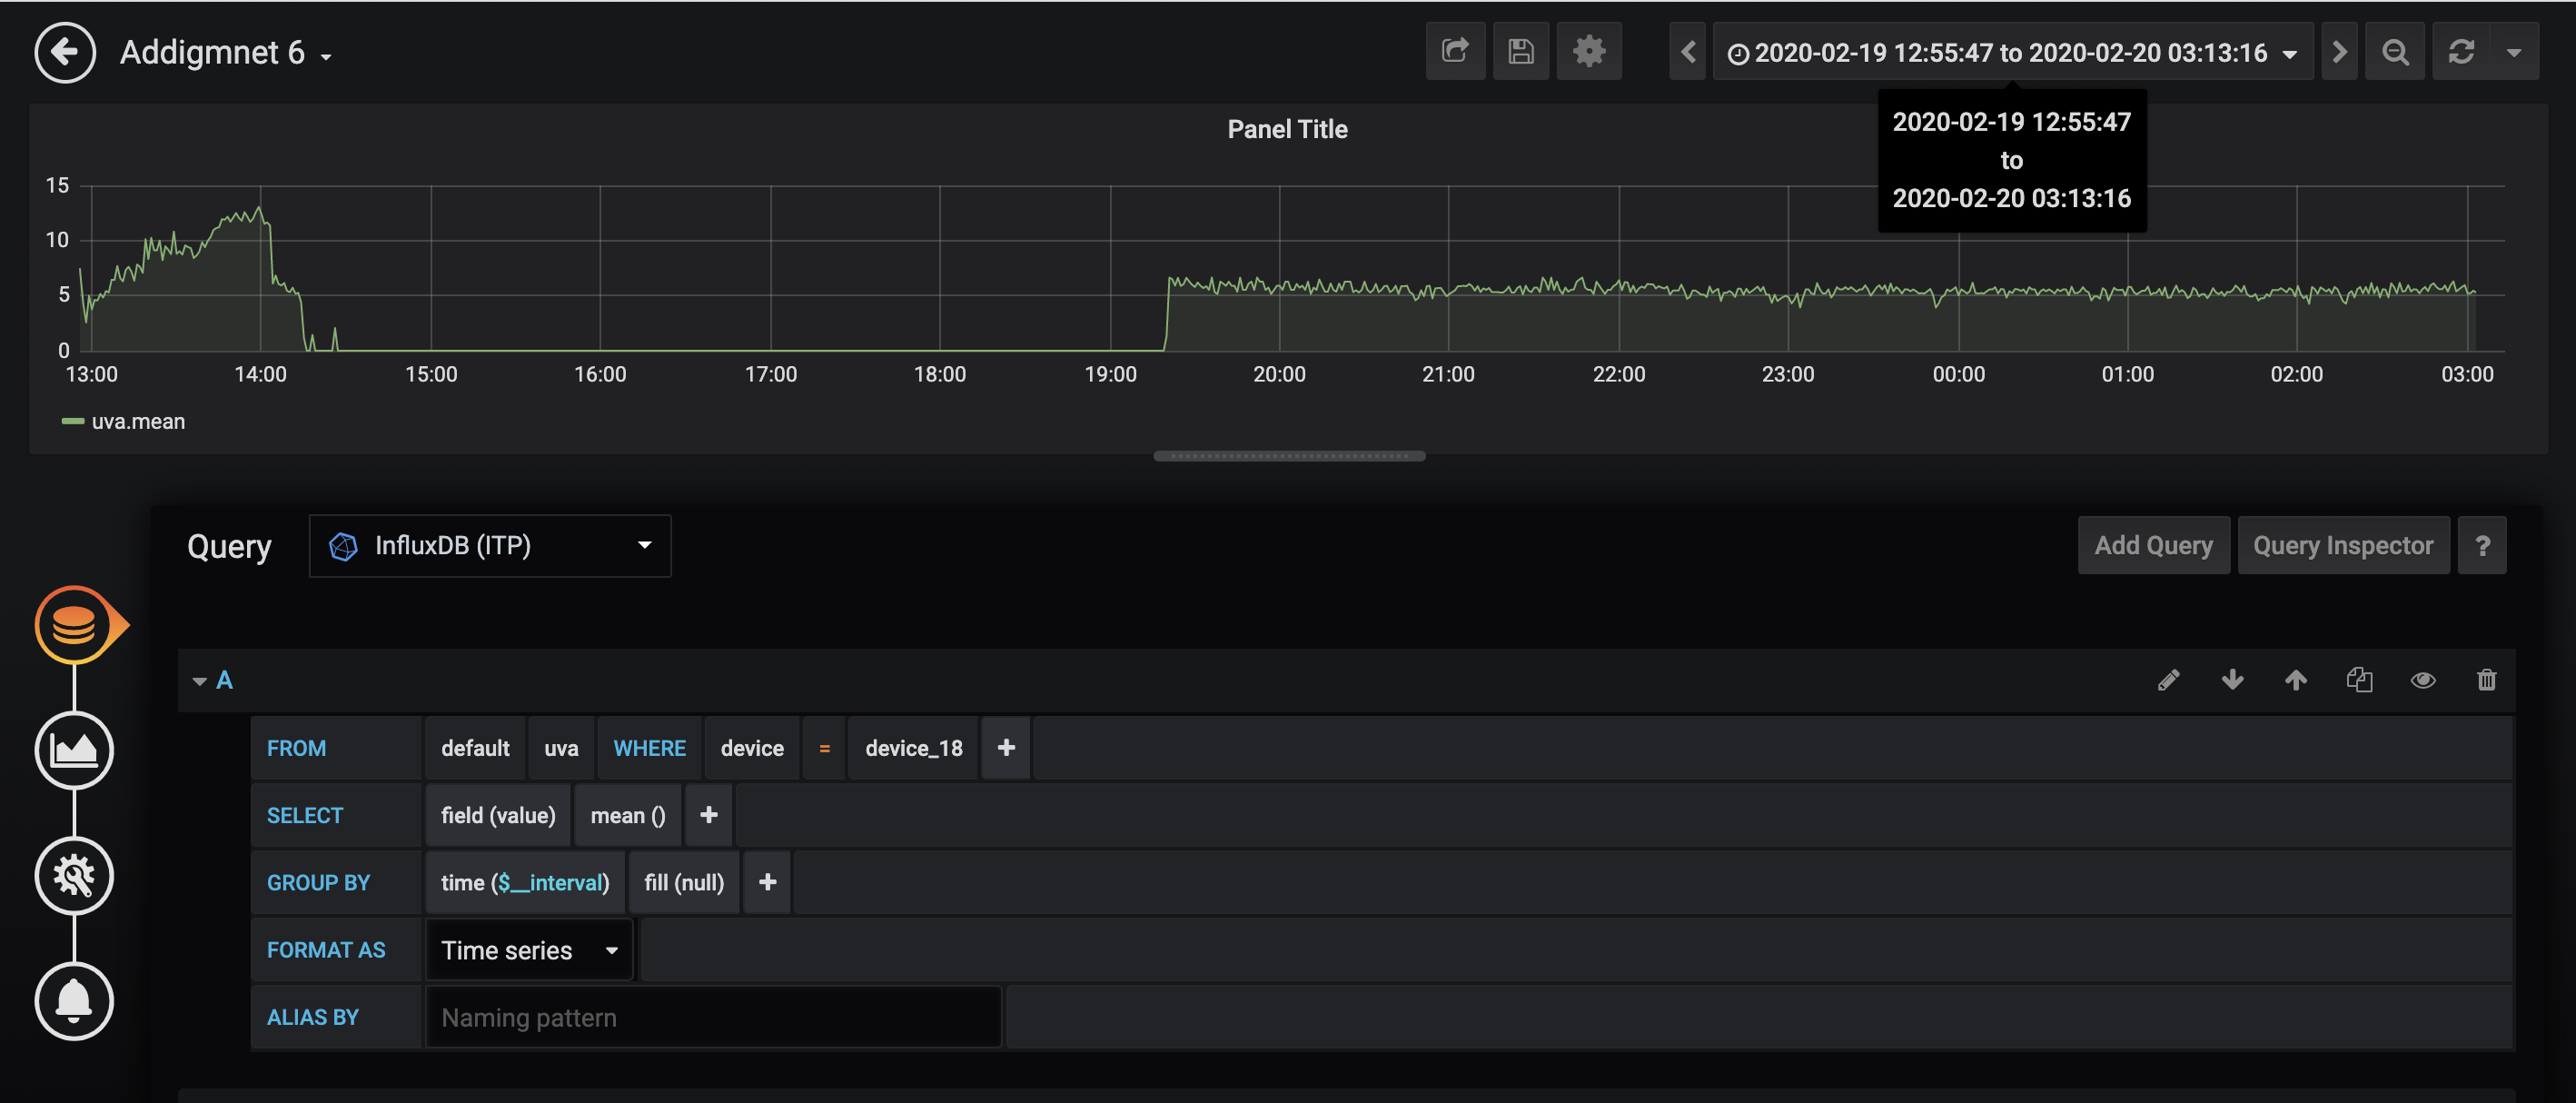 Addigmnet 6
2020-02-19 12:55:47 to 2020-02-20 03:13:16
2020-02-19 12:55:47
to
2020-02-20 03:13:16
Panel Title
15
10
5
0
13:00 14:00 15:00 16:00 17:00 18:00 19:00 20:00 21:00 22:00 23:00 00:00 01:00 02:00 03:00
uva.mean
Query InfluxDB (ITP) Add Query Query Inspector ?
A
FROM default uva WHERE device = device_18 +
SELECT field (value) mean () +
GROUP BY time ($__interval) fill (null) +
FORMAT AS Time series
ALIAS BY Naming pattern